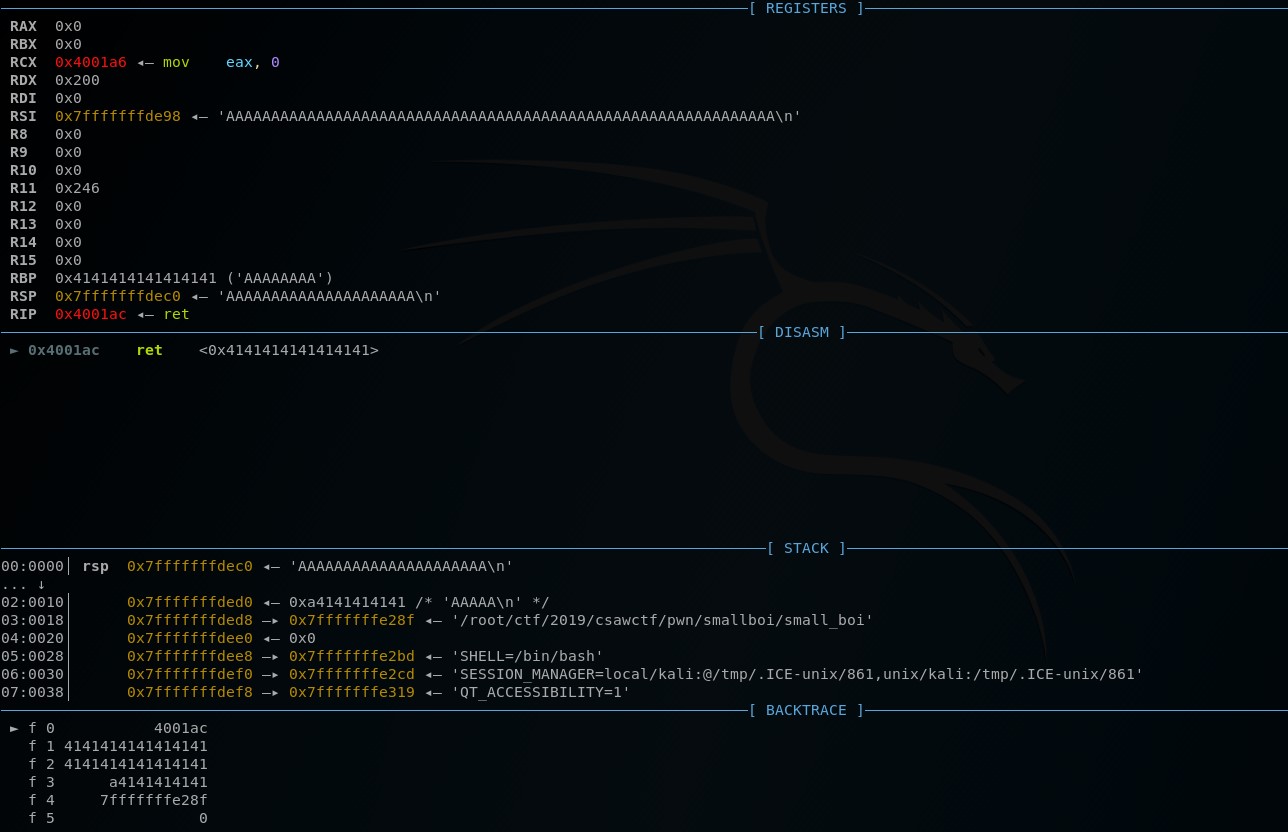 [ REGISTERS ]
RAX  0x0
RBX  0x0
RCX  0x4001a6 ◂— mov    eax, 0
RDX  0x200
RDI  0x0
RSI  0x7fffffffde98 ◂— 'AAAAAAAAAAAAAAAAAAAAAAAAAAAAAAAAAAAAAAAAAAAAAAAAAAAAAAAAAAAAA\n'
R8   0x0
R9   0x0
R10  0x0
R11  0x246
R12  0x0
R13  0x0
R14  0x0
R15  0x0
RBP  0x4141414141414141 ('AAAAAAAA')
RSP  0x7fffffffdec0 ◂— 'AAAAAAAAAAAAAAAAAAAAA\n'
RIP  0x4001ac ◂— ret
[ DISASM ]
► 0x4001ac    ret    <0x4141414141414141>
[ STACK ]
00:0000│ rsp  0x7fffffffdec0 ◂— 'AAAAAAAAAAAAAAAAAAAAA\n'
... ↓
02:0010│      0x7fffffffded0 ◂— 0xa4141414141 /* 'AAAAA\n' */
03:0018│      0x7fffffffded8 —▸ 0x7fffffffe28f ◂— '/root/ctf/2019/csawctf/pwn/smallboi/small_boi'
04:0020│      0x7fffffffdee0 ◂— 0x0
05:0028│      0x7fffffffdee8 —▸ 0x7fffffffe2bd ◂— 'SHELL=/bin/bash'
06:0030│      0x7fffffffdef0 —▸ 0x7fffffffe2cd ◂— 'SESSION_MANAGER=local/kali:@/tmp/.ICE-unix/861,unix/kali:/tmp/.ICE-unix/861'
07:0038│      0x7fffffffdef8 —▸ 0x7fffffffe319 ◂— 'QT_ACCESSIBILITY=1'
[ BACKTRACE ]
► f 0           4001ac
f 1 4141414141414141
f 2 4141414141414141
f 3      a4141414141
f 4     7fffffffe28f
f 5                0